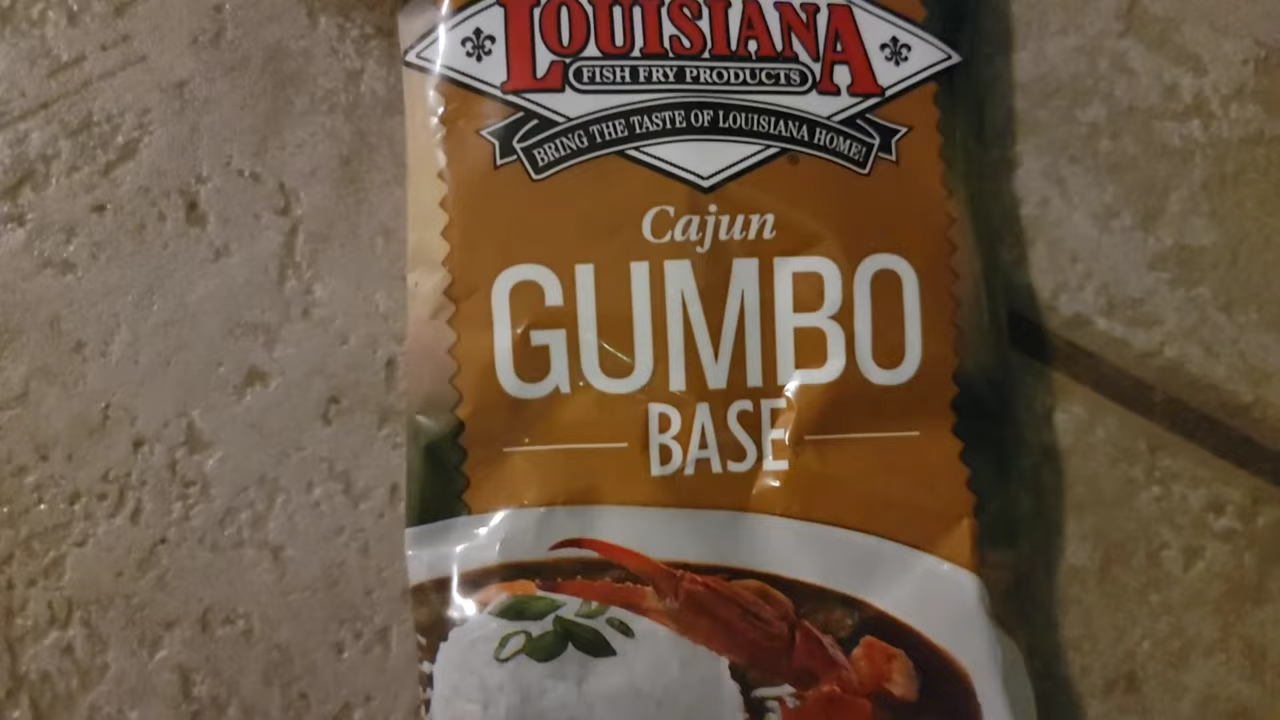 LOUISIANA
FISH FRY PRODUCTS
BRING THE TASTE OF LOUISIANA HOME!
®
Cajun
GUMBO
BASE